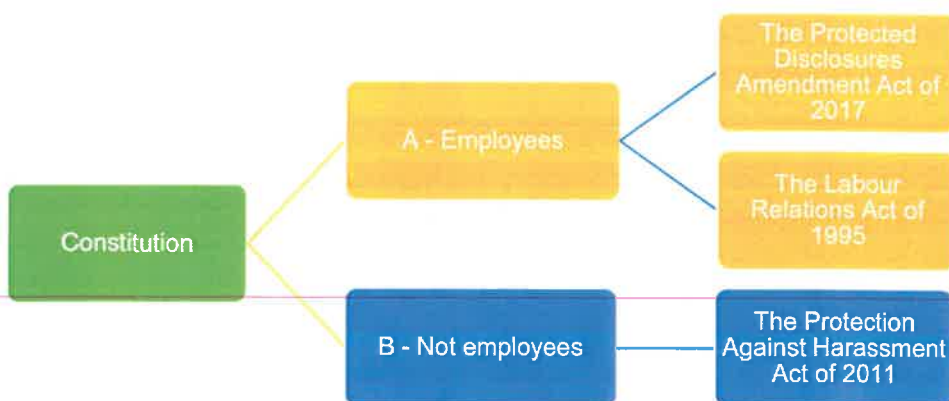 Constitution
A - Employees
The Protected
Disclosures
Amendment Act of
2017
The Labour
Relations Act of
1995
B - Not employees
The Protection
Against Harassment
Act of 2011